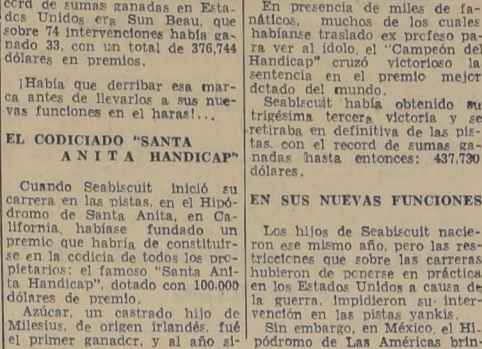 cord de sumas ganadas en Esta-
dos Unidos era Sun Beau, que
sobre 74 intervenciones había ga-
nado 33, con un total de 376,744
dólares en premios.
¡Había que derribar esa mar-
ca antes de llevarlos a sus nue-
vas funciones en el haras!...
EL CODICIADO "SANTA
ANITA HANDICAP"
Cuando Seabiscuit inició su
carrera en las pistas, en el Hipó-
dromo de Santa Anita, en Ca-
lifornia, habíase fundado un
premio que habría de constituir-
se en la codicia de todos los pro-
pietarios: el famoso "Santa Ani-
ta Handicap", dotado con 100.000
dólares de premio.
Azúcar, un castrado hijo de
Milesius, de origen irlandés, fué
el primer ganador, y al año si-
En presencia de miles de fa-
náticos, muchos de los cuales
habíanse traslado ex profeso pa-
ra ver al ídolo, el "Campeón del
Handicap" cruzó victorioso la
sentencia en el premio mejor
dotado del mundo.
Seabiscuit había obtenido su
trigésima tercera victoria y se
retiraba en definitiva de las pis-
tas, con el record de sumas ga-
nadas hasta entonces: 437,730
dólares.
EN SUS NUEVAS FUNCIONES
Los hijos de Seabiscuit nacie-
ron ese mismo año, pero las res-
tricciones que sobre las carreras
hubieron de ponerse en práctica
en los Estados Unidos a causa de
la guerra, impidieron su inter-
vención en las pistas yankis.
Sin embargo, en México, el Hi-
pódromo de Las Américas brin-